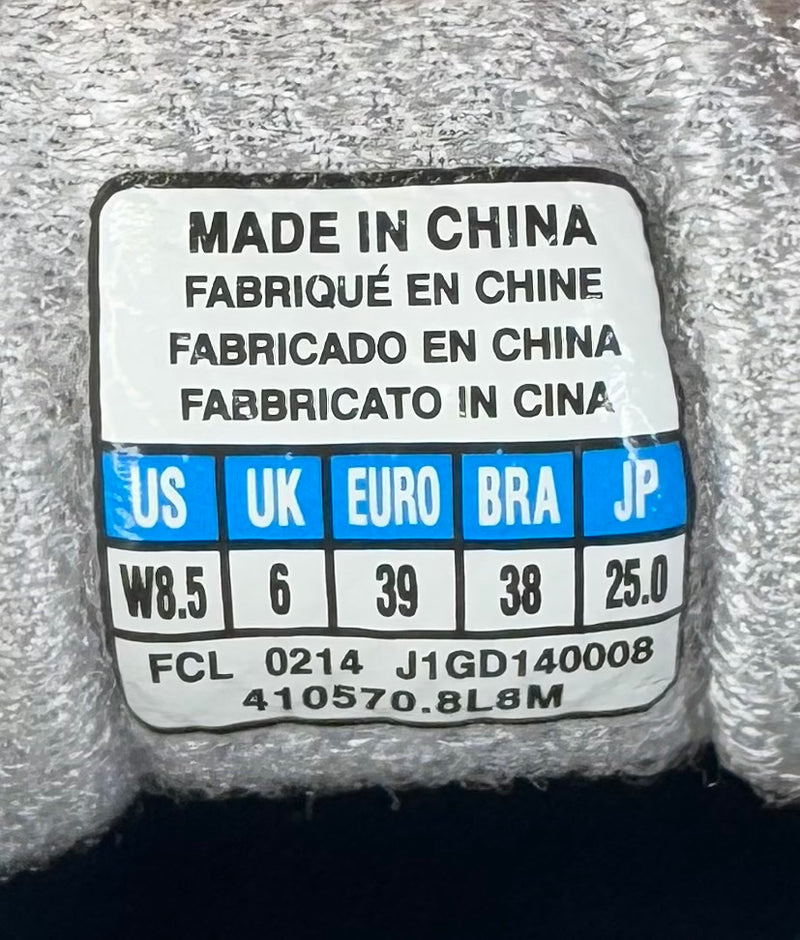 MADE IN CHINA
FABRIQUÉ EN CHINE
FABRICADO EN CHINA
FABBRICATO IN CINA
US UK EURO BRA JP
W8.5 6 39 38 25.0
FCL 0214 J1GD140008
410570.8L8M